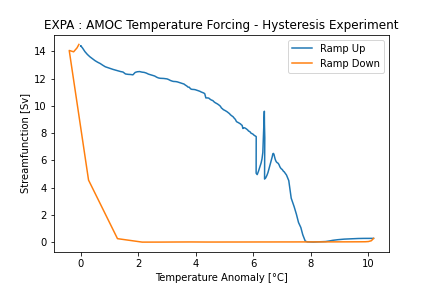 EXPA : AMOC Temperature Forcing - Hysteresis Experiment
Ramp Up
Ramp Down
Streamfunction [Sv]
14
12
10
8
6
4
2
0
0 2 4 6 8 10
Temperature Anomaly [°C]